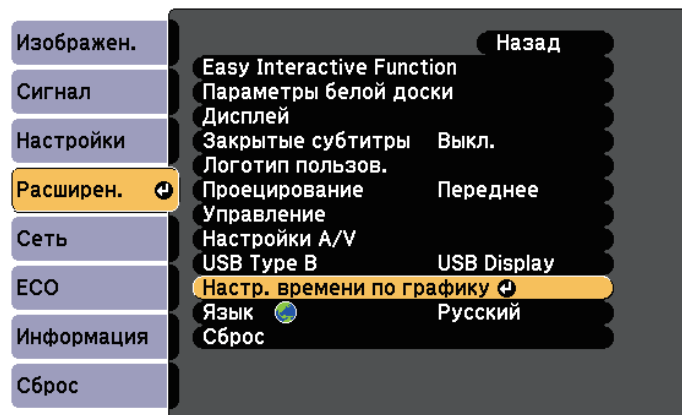 Изображен.
Сигнал
Настройки
Расширен.
Сеть
ECO
Информация
Сброс
Назад
Easy Interactive Function
Параметры белой доски
Дисплей
Закрытые субтитры Выкл.
Логотип пользов.
Проецирование Переднее
Управление
Настройки A/V
USB Type B USB Display
Настр. времени по графику
Язык Русский
Сброс